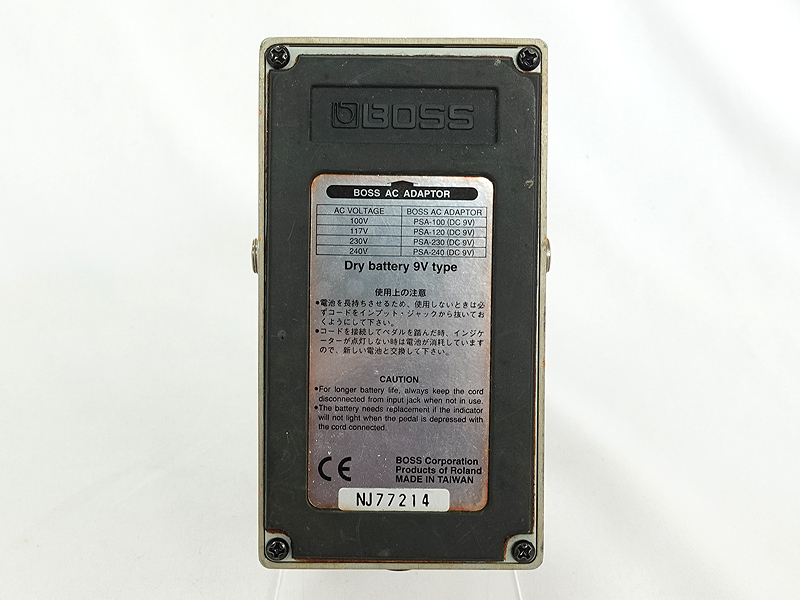 BOSS
BOSS AC ADAPTOR
AC VOLTAGE BOSS AC ADAPTOR
100V PSA-100 (DC 9V)
117V PSA-120 (DC 9V)
230V PSA-230 (DC 9V)
240V PSA-240 (DC 9V)
Dry battery 9V type
使用上の注意
●電池を長持ちさせるため、使用しないときは必
ずコードをインプット・ジャックから抜いてお
くようにして下さい。
●コードを接続してペダルを踏んだ時、インジケ
ーターが点灯しない時は電池が消耗しています
ので、新しい電池と交換して下さい。
CAUTION
●For longer battery life, always keep the cord
disconnected from input jack when not in use.
●The battery needs replacement if the indicator
will not light when the pedal is depressed with
the cord connected.
CE
BOSS Corporation
Products of Roland
MADE IN TAIWAN
NJ77214